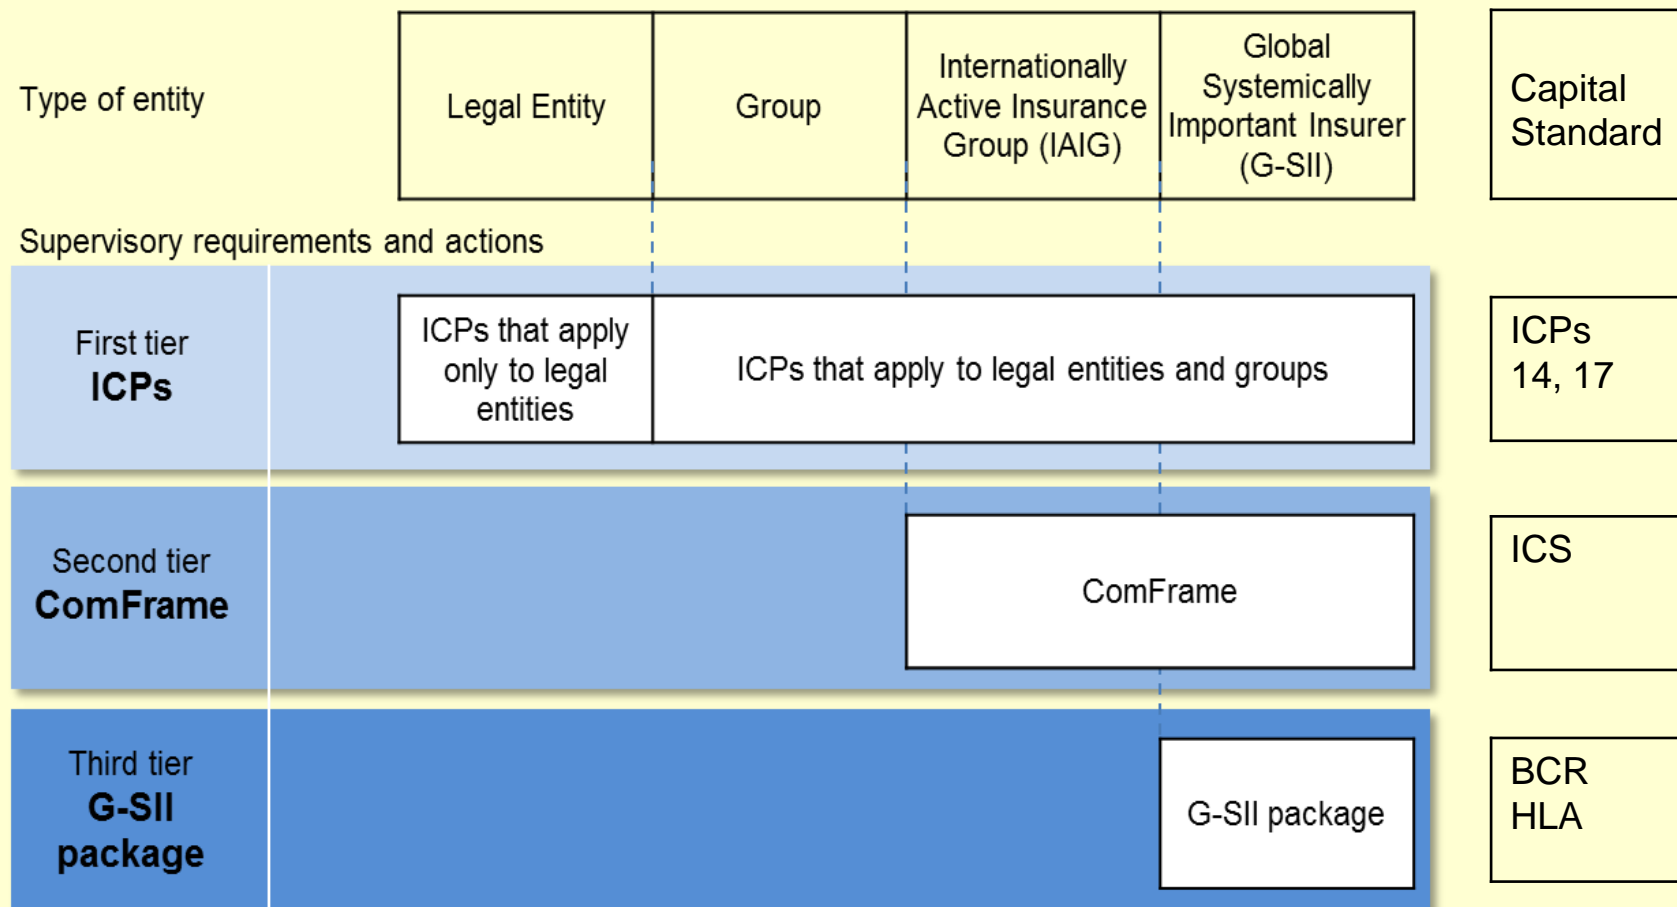 Type of entity
Legal Entity
Group
Internationally
Active Insurance
Group (IAIG)
Global
Systemically
Important Insurer
(G-SII)
Capital
Standard
Supervisory requirements and actions
First tier
ICPs
ICPs that apply
only to legal
entities
ICPs that apply to legal entities and groups
ICPs
14, 17
Second tier
ComFrame
ComFrame
ICS
Third tier
G-SII
package
G-SII package
BCR
HLA